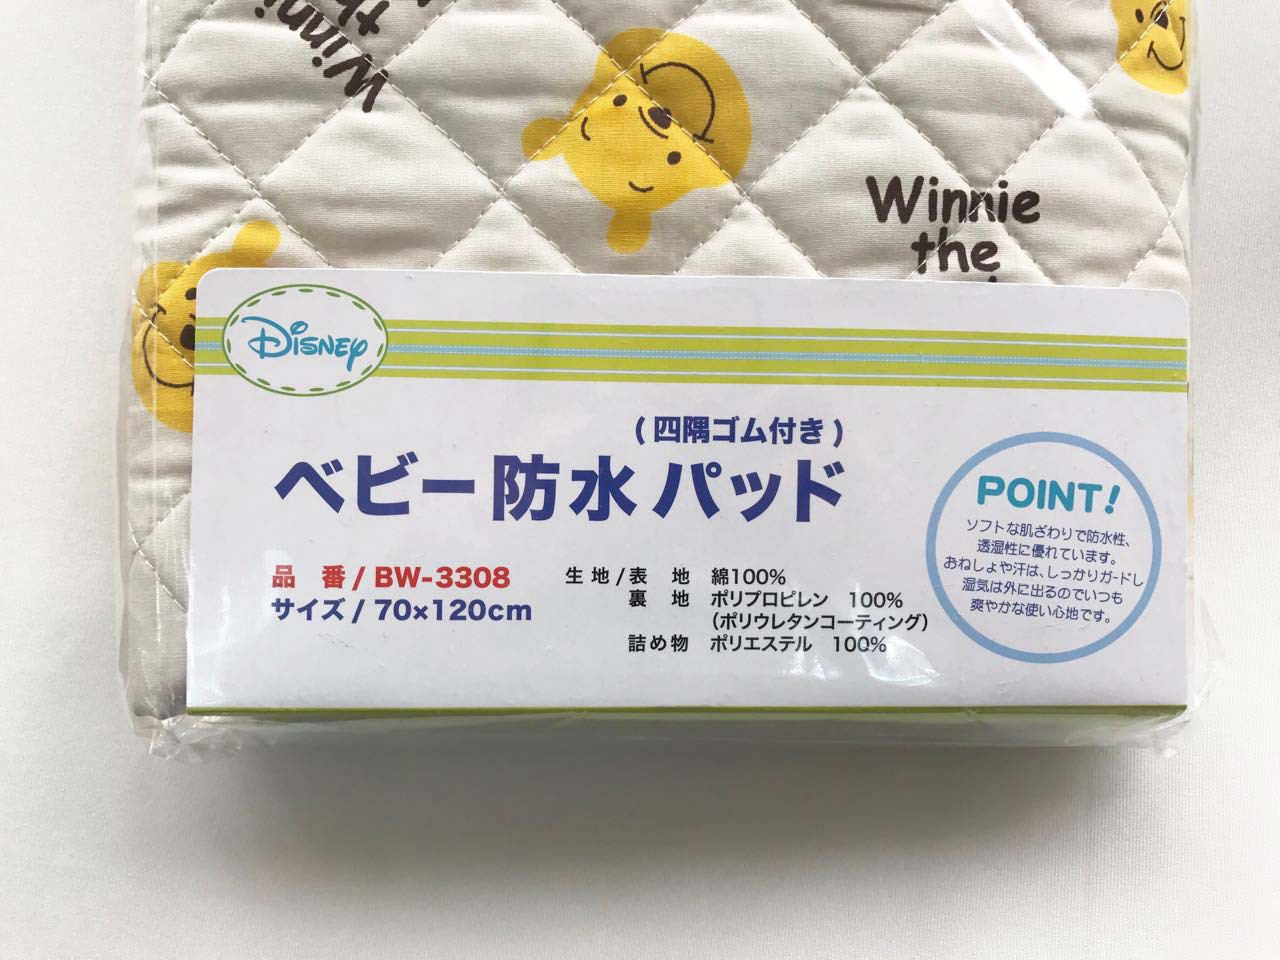 Winnie
the
Winnie
the
Disney
(四隅ゴム付き)
ベビー防水パッド
品 番 / BW-3308
サイズ / 70×120cm
生 地 / 表 地 綿100%
裏 地 ポリプロピレン 100%
(ポリウレタンコーティング)
詰め物 ポリエステル 100%
POINT!
ソフトな肌ざわりで防水性、
透湿性に優れています。
おねしょや汗は、しっかりガードし
湿気は外に出るのでいつも
爽やかな使い心地です。